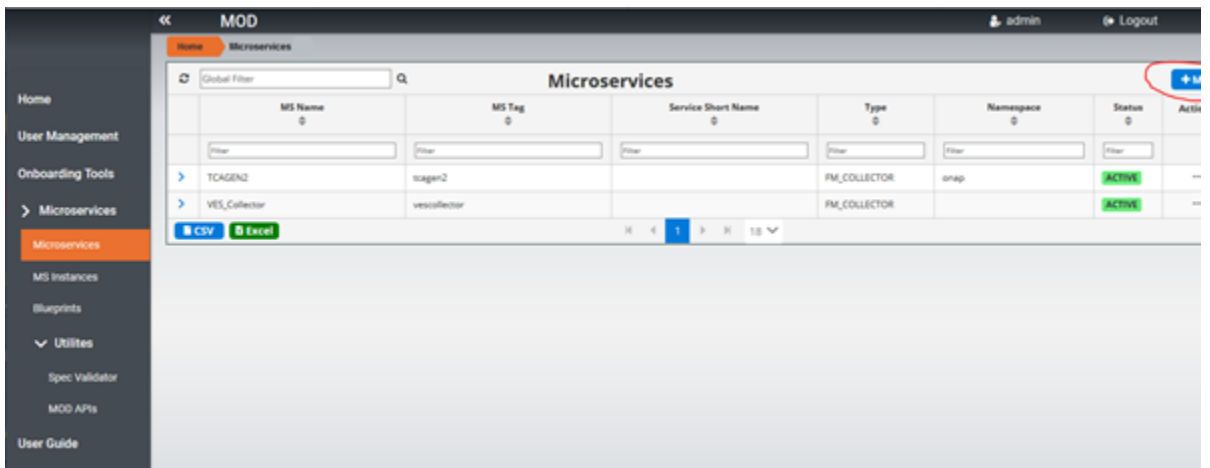 MOD
admin
Logout
Home
Microservices
Global Filter
Microservices
MS Name
MS Tag
Service Short Name
Type
Namespace
Status
Filter
Filter
Filter
Filter
Filter
Filter
TCAGEN2
tcagen2
FM_COLLECTOR
onap
ACTIVE
VES_Collector
vescollector
FM_COLLECTOR
ACTIVE
CSV
Excel
1
18
Home
User Management
Onboarding Tools
Microservices
Microservices
MS Instances
Blueprints
Utilites
Spec Validator
MOD APIs
User Guide